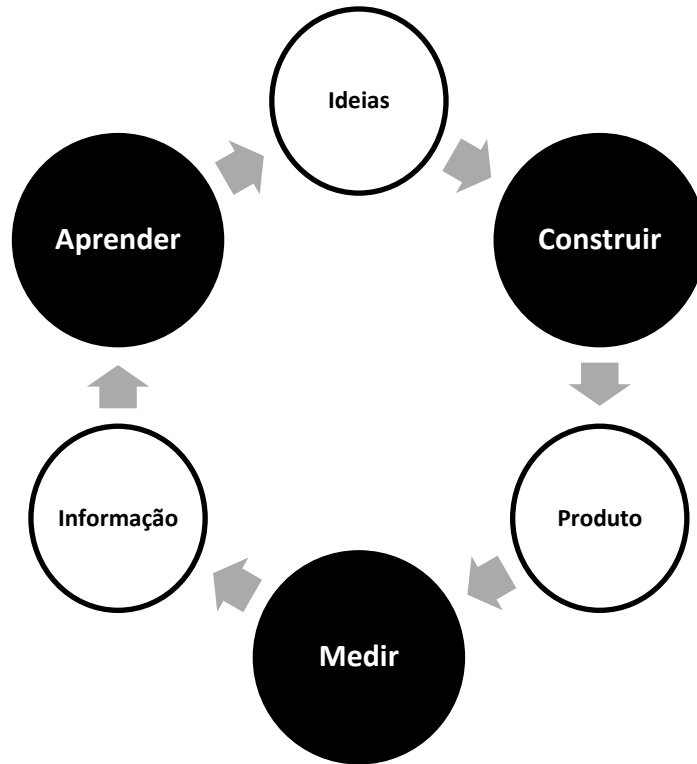 Ideias
Aprender
Construir
Informação
Produto
Medir